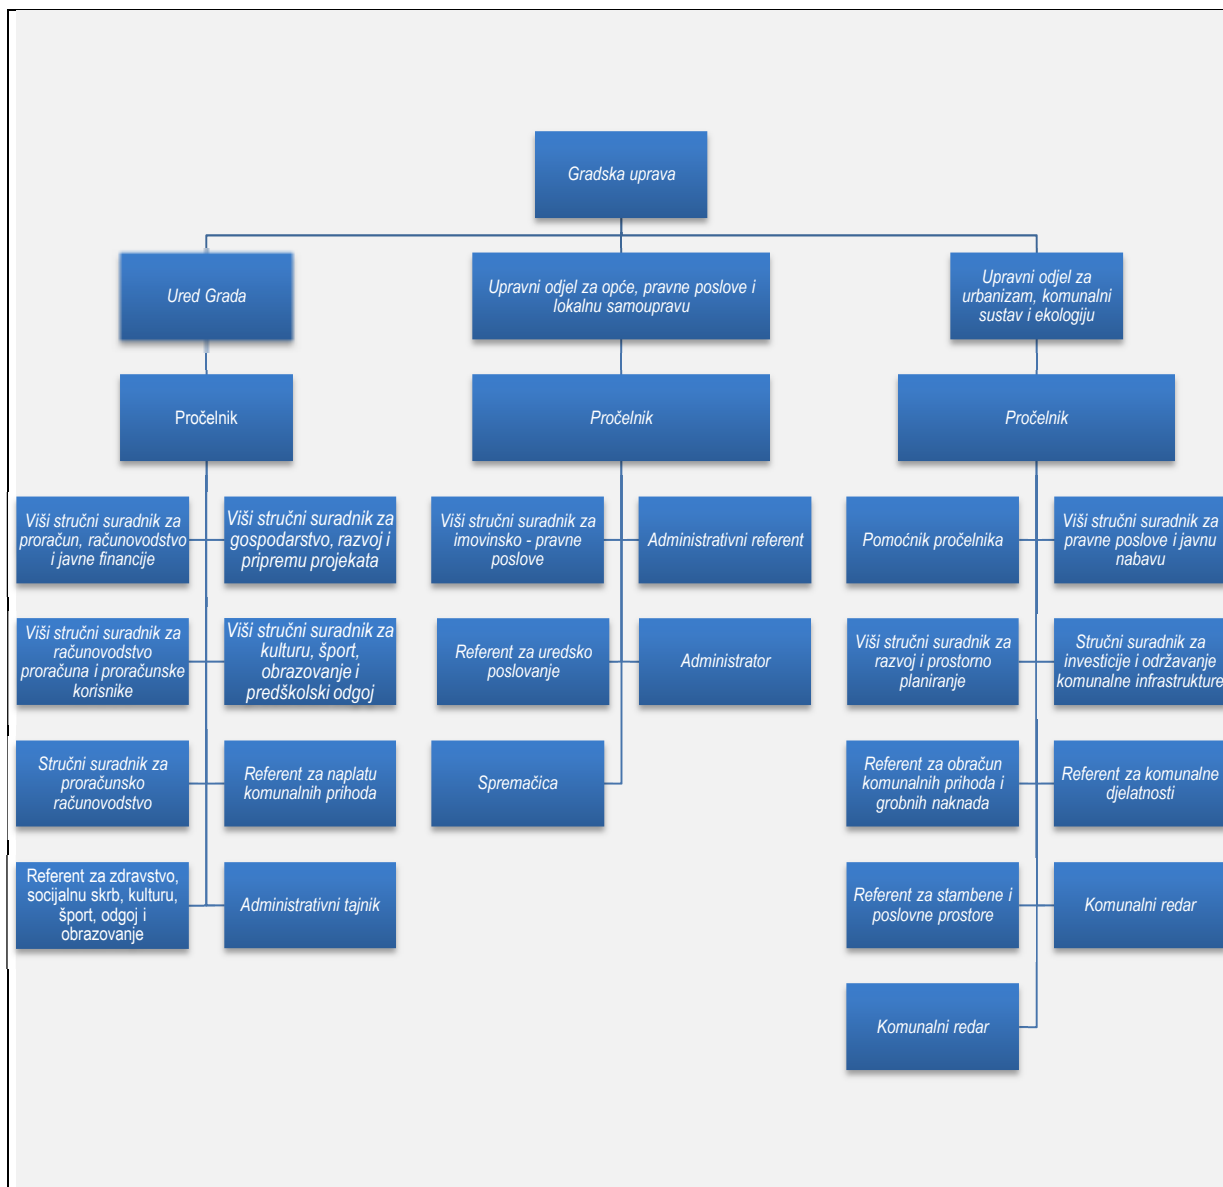 Gradska uprava
Ured Grada
Upravni odjel za opće, pravne poslove i
lokalnu samoupravu
Upravni odjel za
urbanizam, komunalni
sustav i ekologiju
Pročelnik
Pročelnik
Pročelnik
Viši stručni suradnik za
proračun, računovodstvo
i javne financije
Viši stručni suradnik za
gospodarstvo, razvoj i
pripremu projekata
Viši stručni suradnik za
imovinsko - pravne
poslove
Administrativni referent
Pomoćnik pročelnika
Viši stručni suradnik za
pravne poslove i javnu
nabavu
Viši stručni suradnik za
računovodstvo
proračuna i proračunske
korisnike
Viši stručni suradnik za
kulturu, šport,
obrazovanje i
predškolski odgoj
Referent za uredsko
poslovanje
Administrator
Viši stručni suradnik za
razvoj i prostorno
planiranje
Stručni suradnik za
investicije i održavanje
komunalne infrastrukture
Stručni suradnik za
proračunsko
računovodstvo
Referent za naplatu
komunalnih prihoda
Spremačica
Referent za obračun
komunalnih prihoda i
grobnih naknada
Referent za komunalne
djelatnosti
Referent za zdravstvo,
socijalnu skrb, kulturu,
šport, odgoj i
obrazovanje
Administrativni tajnik
Referent za stambene i
poslovne prostore
Komunalni redar
Komunalni redar